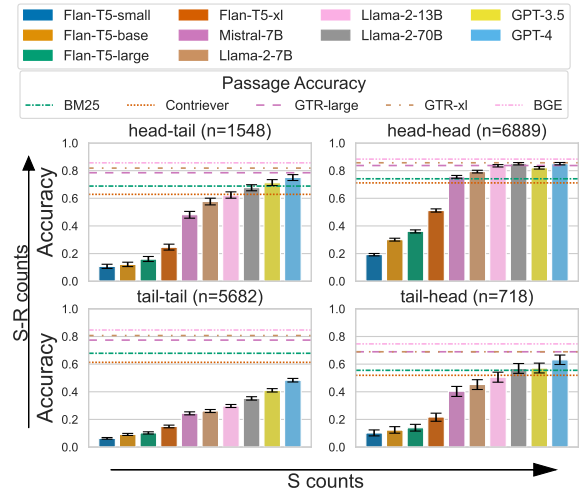 Flan-T5-small Flan-T5-xl Llama-2-13B GPT-3.5
Flan-T5-base Mistral-7B Llama-2-70B GPT-4
Flan-T5-large Llama-2-7B
Passage Accuracy
BM25 Contriever GTR-large GTR-xl BGE
head-tail (n=1548) head-head (n=6889)
1.0 0.8 0.6 0.4 0.2 0.0
Accuracy
1.0 0.8 0.6 0.4 0.2 0.0
tail-tail (n=5682) tail-head (n=718)
1.0 0.8 0.6 0.4 0.2 0.0
Accuracy
1.0 0.8 0.6 0.4 0.2 0.0
S-R counts
S counts